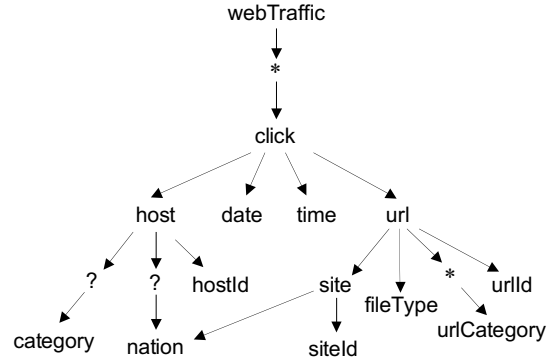 webTraffic
*
click
host date time url
? ? hostId site fileType * urlId
category nation siteId urlCategory